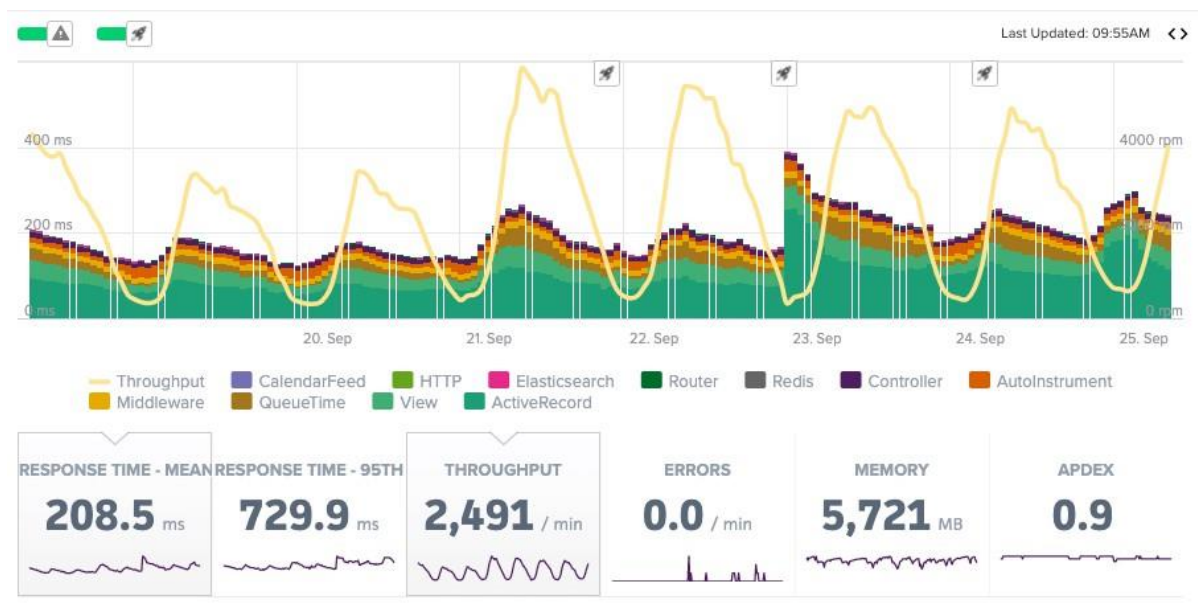 Last Updated: 09:55AM
400 ms
4000 rpm
200 ms
0 ms
0 rpm
20. Sep
21. Sep
22. Sep
23. Sep
24. Sep
25. Sep
Throughput
CalendarFeed
HTTP
Elasticsearch
Router
Redis
Controller
AutoInstrument
Middleware
QueueTime
View
ActiveRecord
RESPONSE TIME - MEAN
RESPONSE TIME - 95TH
THROUGHPUT
ERRORS
MEMORY
APDEX
208.5 ms
729.9 ms
2,491 / min
0.0 / min
5,721 MB
0.9